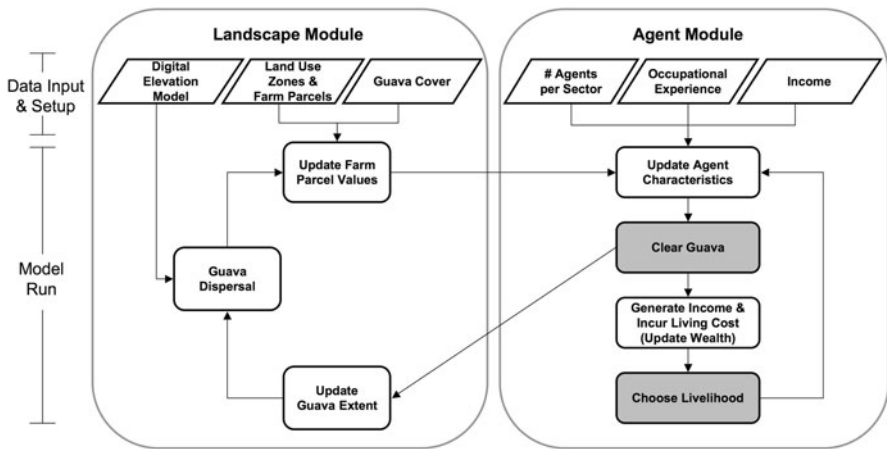 Landscape Module
Agent Module
Data Input
& Setup
Digital
Elevation
Model
Land Use
Zones &
Farm Parcels
Guava Cover
# Agents
per Sector
Occupational
Experience
Income
Model
Run
Update Farm
Parcel Values
Update Agent
Characteristics
Clear Guava
Guava
Dispersal
Generate Income &
Incur Living Cost
(Update Wealth)
Update
Guava Extent
Choose Livelihood